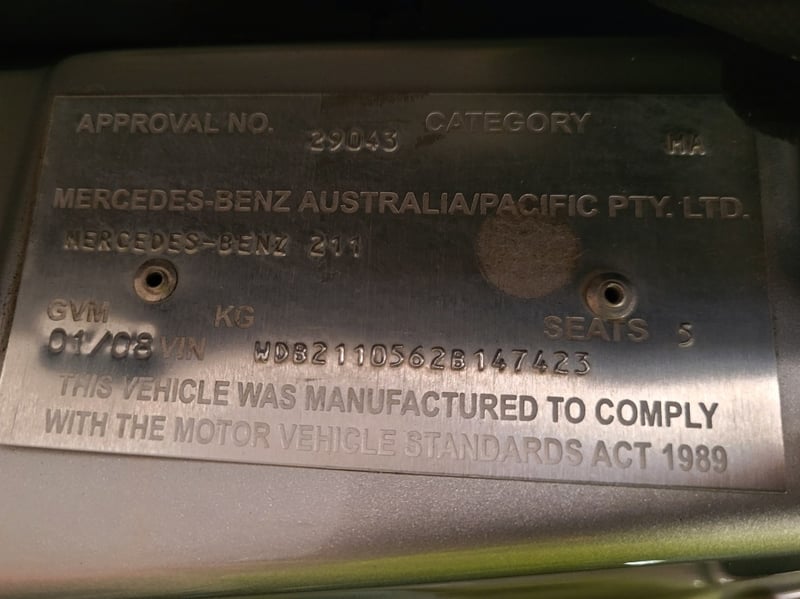 APPROVAL NO. 29043 CATEGORY HA
MERCEDES-BENZ AUSTRALIA/PACIFIC PTY. LTD.
MERCEDES-BENZ 211
GVM KG SEATS 5
01/08 VIN WDB2110562B147423
THIS VEHICLE WAS MANUFACTURED TO COMPLY
WITH THE MOTOR VEHICLE STANDARDS ACT 1989